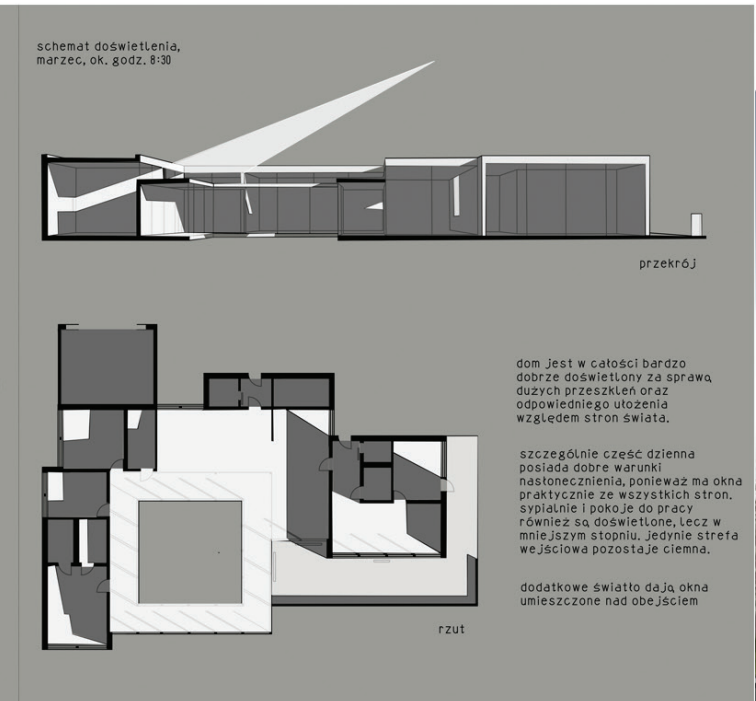 schemat doświetlenia,
marzec, ok. godz. 8:30
przekrój
dom jest w całości bardzo
dobrze doświetlony za sprawą
dużych przeszkleń oraz
odpowiedniego ułożenia
względem stron świata.
szczególnie część dzienna
posiada dobre warunki
nasłonecznienia, ponieważ ma okna
praktycznie ze wszystkich stron.
sypialnie i pokoje do pracy
również są doświetlone, lecz w
mniejszym stopniu. jedynie strefa
wejściowa pozostaje ciemna.
dodatkowe światło dają okna
umieszczone nad obejściem
rzut